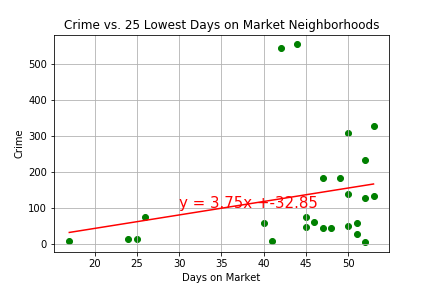 Crime vs. 25 Lowest Days on Market Neighborhoods
Crime
500
400
300
200
100
0
y = 3.75x +-32.85
20 25 30 35 40 45 50
Days on Market